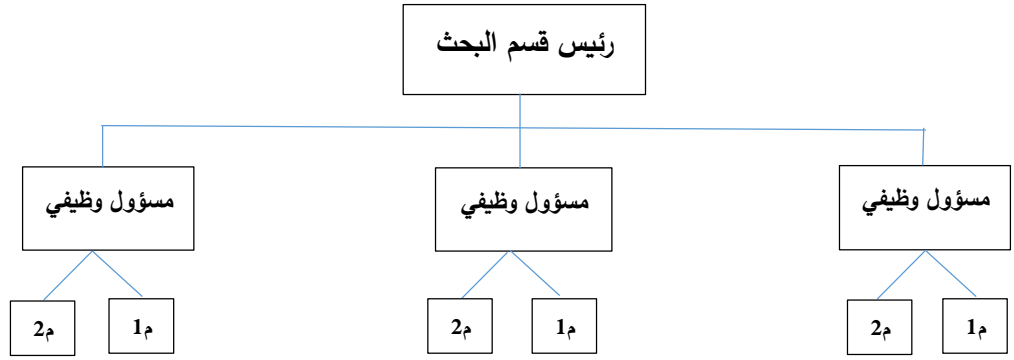 رئيس قسم البحث
مسؤول وظيفي
مسؤول وظيفي
مسؤول وظيفي
م1
م2
م1
م2
م1
م2